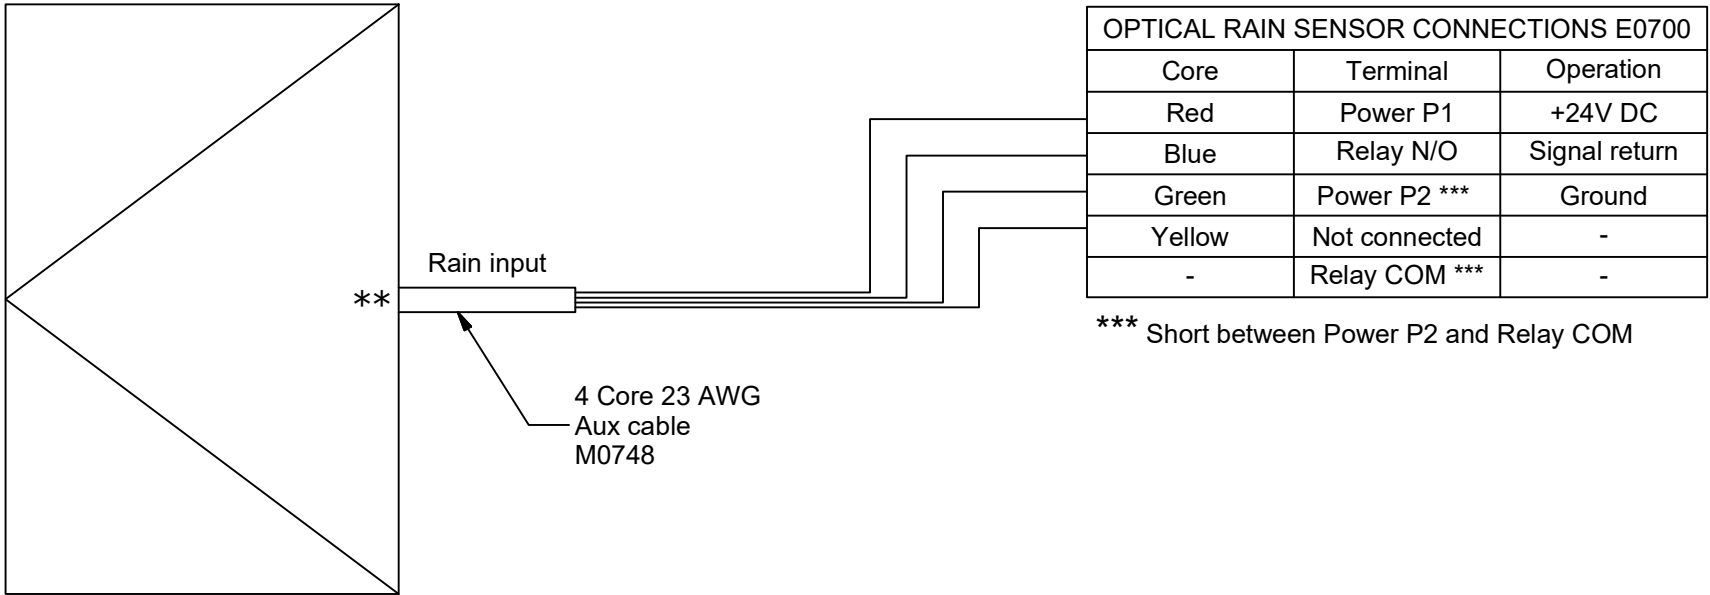 OPTICAL RAIN SENSOR CONNECTIONS E0700
Core Terminal Operation
Red Power P1 +24V DC
Blue Relay N/O Signal return
Green Power P2 *** Ground
Yellow Not connected -
- Relay COM *** -
*** Short between Power P2 and Relay COM
Rain input
**
4 Core 23 AWG
Aux cable
M0748